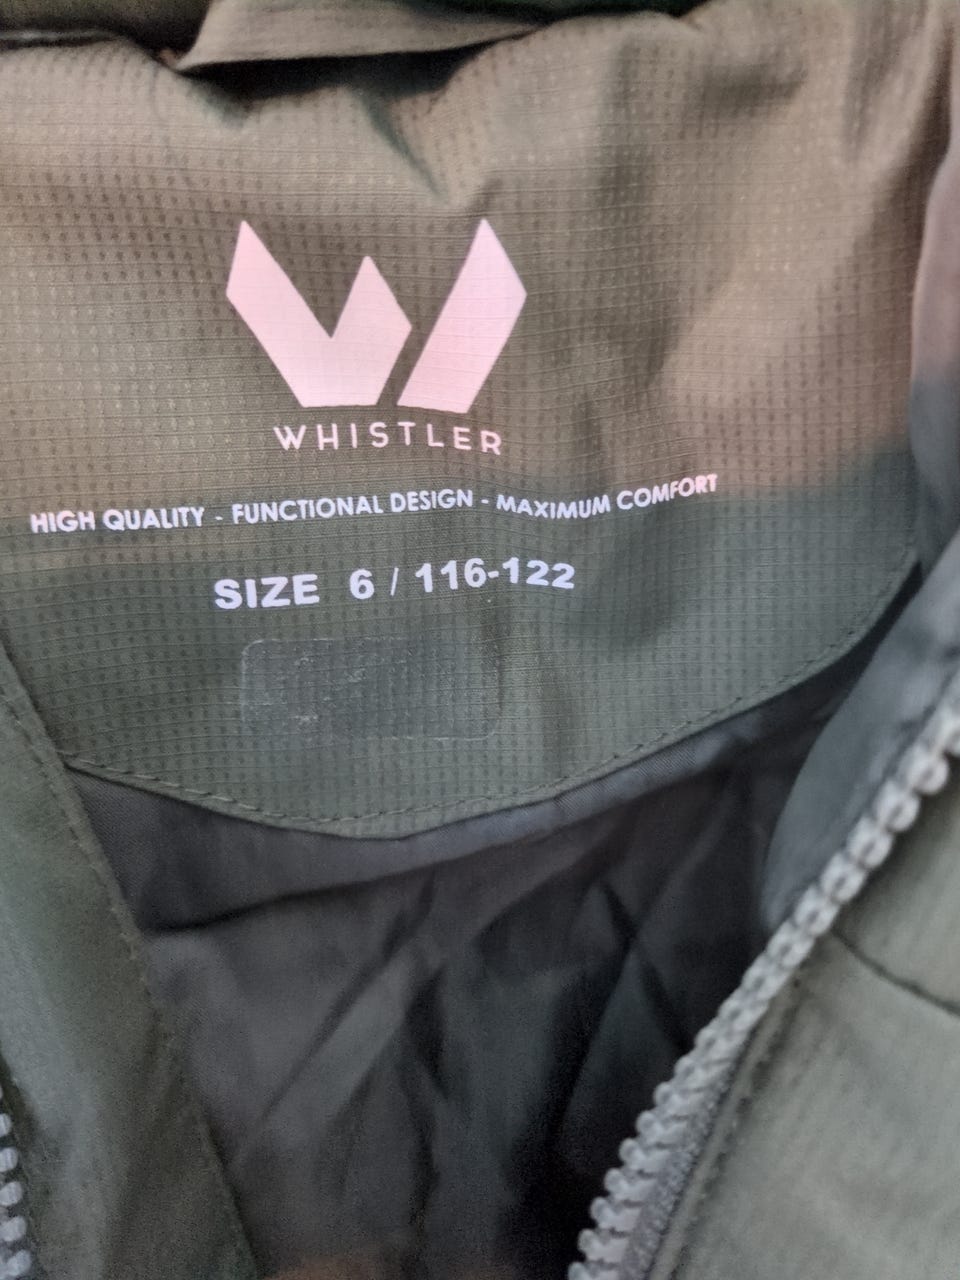 WHISTLER
HIGH QUALITY - FUNCTIONAL DESIGN - MAXIMUM COMFORT
SIZE 6 / 116-122